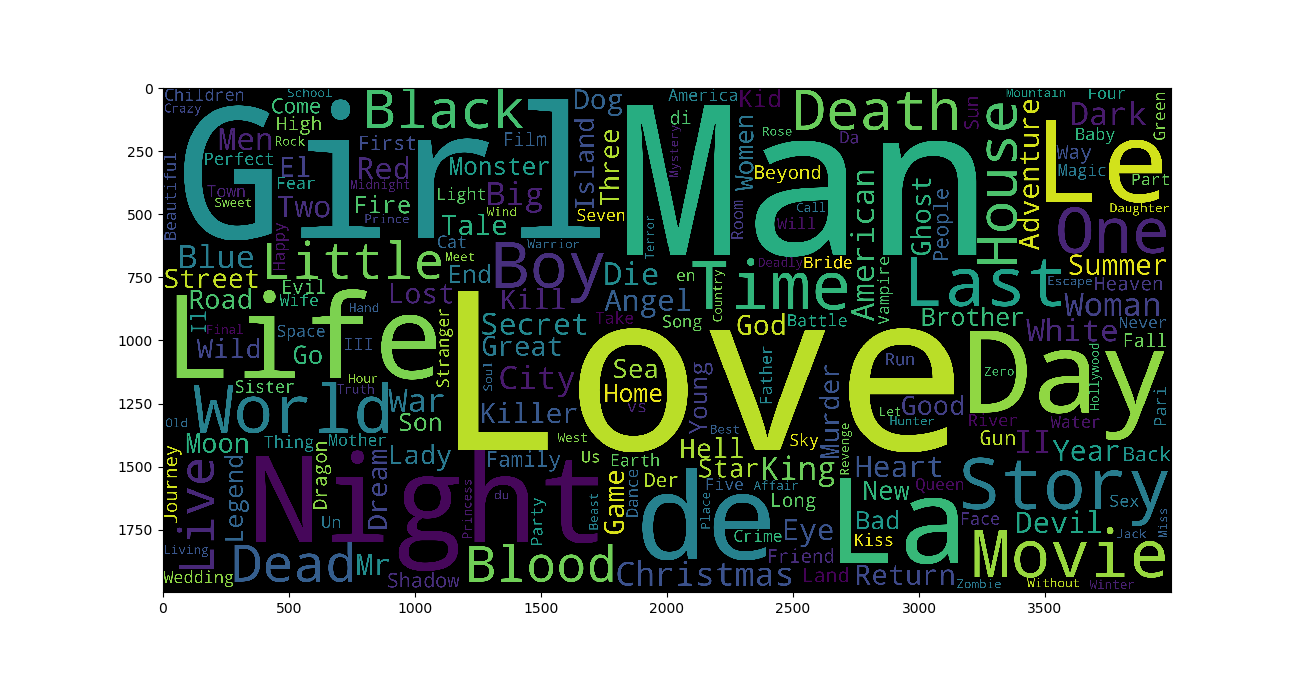 0
250
500
750
1000
1250
1500
1750
0
500
1000
1500
2000
2500
3000
3500
Girl
Man
Le
Love
Life
Day
Night
de
La
Story
Movie
World
Black
Death
House
Last
Time
Boy
Little
One
Blood
Dead
Live
Christmas
Children
Crazy
School
Come
High
Men
Rock
Perfect
El
Fear
Town
Sweet
Two
Beautiful
Happy
First
Red
Midnight
Fire
Prince
Film
Monster
Light
Big
Wind
Tale
Cat
Warrior
Meet
End
Dog
Island
Three
Seven
Terror
America
Kid
di
Mystery
Rose
Women
Beyond
Room
Call
Will
Da
American
Ghost
People
Vampire
Sun
Mountain
Four
Dark
Baby
Green
Way
Magic
Part
Daughter
Adventure
Summer
Escape
Heaven
Woman
Never
White
Fall
Brother
Hollywood
Zero
Pari
Blue
Street
Road
Evil
Wife
Il
Final
Space
Hand
Wild
Go
III
Hour
Truth
Sister
Lost
Stranger
Kill
Secret
Great
Soul
City
Killer
War
Son
Die
en
Angel
Country
Take
Song
God
Deadly
Bride
Battle
Sea
Home
vs
Young
Father
Best
Murder
Run
Let
Good
Hunter
River
Water
Gun
II
Year
Back
Old
Moon
Thing
Mother
Lady
Family
West
Us
Earth
Hell
Star
Sky
King
Revenge
Heart
Queen
Sex
Journey
Legend
Dragon
Un
Dream
Princess
du
Party
Beast
Game
Dance
Der
Place
Five
Affair
Long
Crime
Eye
Friend
New
Bad
Kiss
Face
Devil
Jack
Miss
Living
Wedding
Mr
Shadow
Land
Return
Zombie
Without
Winter